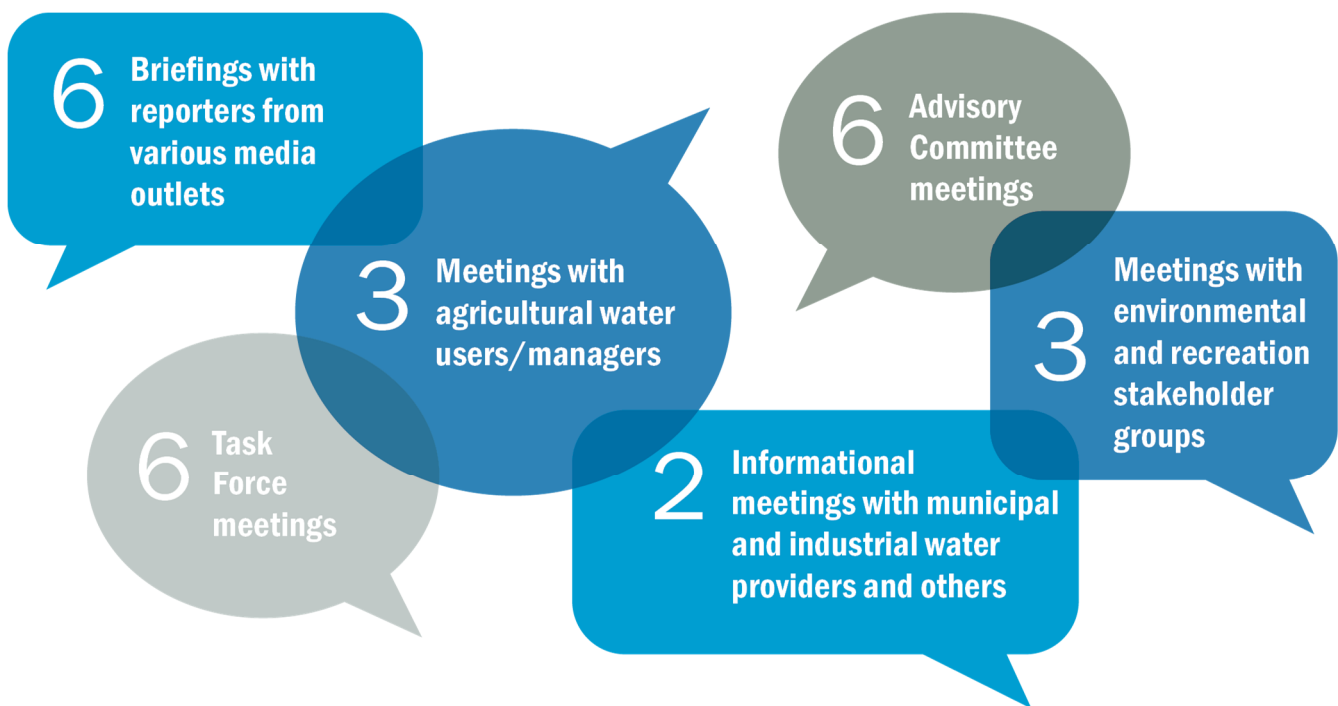 6
Briefings with
reporters from
various media
outlets
6
Advisory
Committee
meetings
3
Meetings with
agricultural water
users/managers
3
Meetings with
environmental
and recreation
stakeholder
groups
6
Task
Force
meetings
2
Informational
meetings with municipal
and industrial water
providers and others